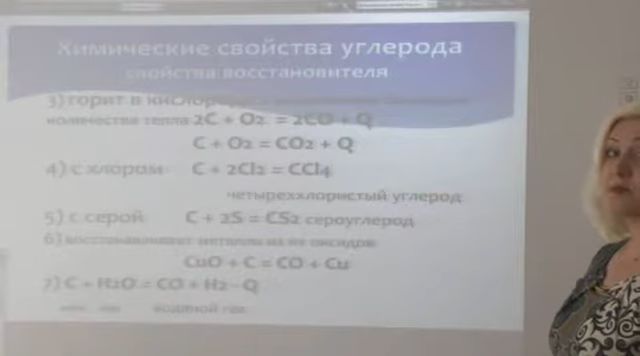 Химические свойства углерода
свойства восстановителя
3) горит в кислороде
количества тепла 2C + O2 = 2CO + Q
C + O2 = CO2 + Q
4) с хлором C + 2Cl2 = CCl4
четыреххлористый углерод
5) с серой C + 2S = CS2 сероуглерод
6) восстанавливает металлы из их оксидов
CuO + C = CO + Cu
7) C + H2O = CO + H2 - Q
водяной газ